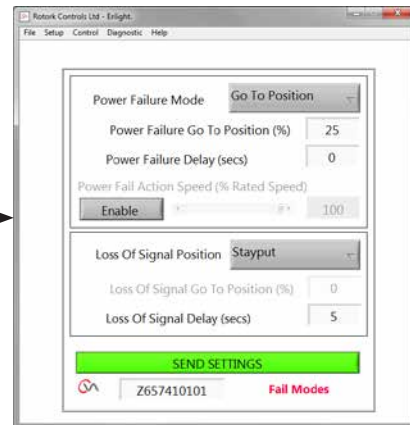 Rotork Controls Ltd - Enlight.
File Setup Control Diagnostic Help
Power Failure Mode Go To Position
Power Failure Go To Position (%) 25
Power Failure Delay (secs) 0
Power Fail Action Speed (% Rated Speed)
Enable 100
Loss Of Signal Position Stayput
Loss Of Signal Go To Position (%) 0
Loss Of Signal Delay (secs) 5
SEND SETTINGS
Z657410101 Fail Modes